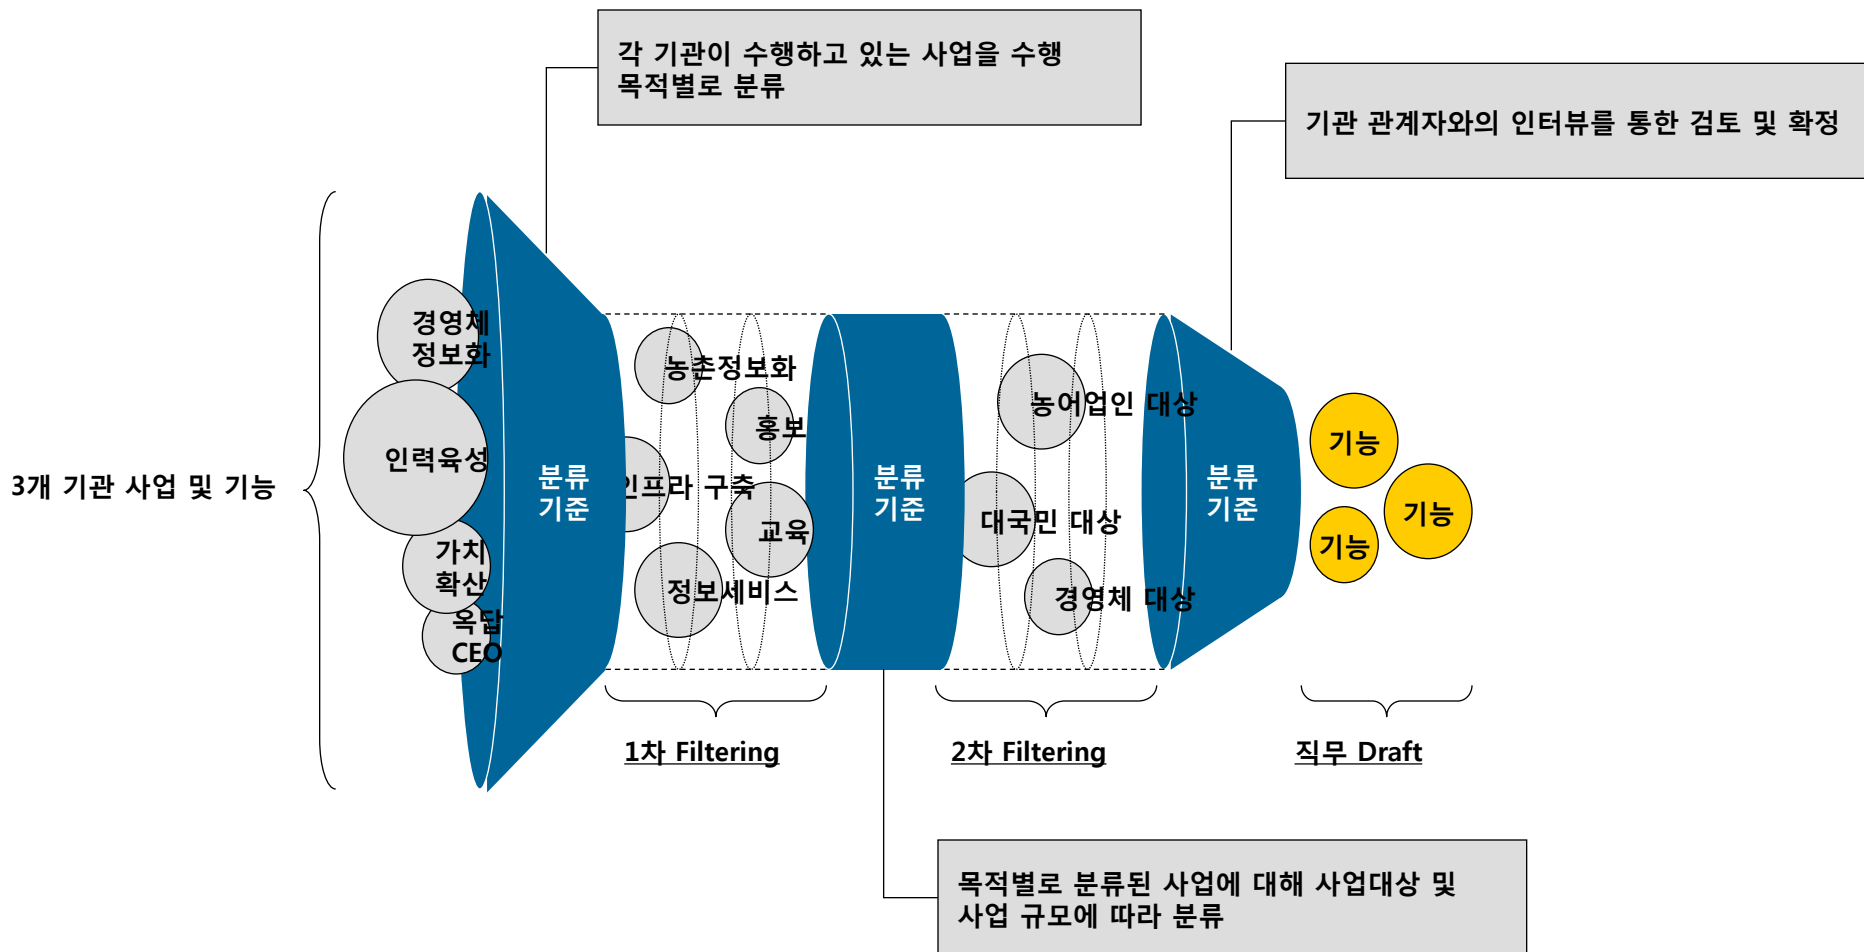 각 기관이 수행하고 있는 사업을 수행
목적별로 분류
기관 관계자와의 인터뷰를 통한 검토 및 확정
3개 기관 사업 및 기능
경영체
정보화
인력육성
가치
확산
옥답
CEO
분류
기준
농촌정보화
홍보
인프라 구축
교육
정보세비스
분류
기준
농어업인 대상
대국민 대상
경영체 대상
분류
기준
기능
기능
기능
1차 Filtering
2차 Filtering
직무 Draft
목적별로 분류된 사업에 대해 사업대상 및
사업 규모에 따라 분류